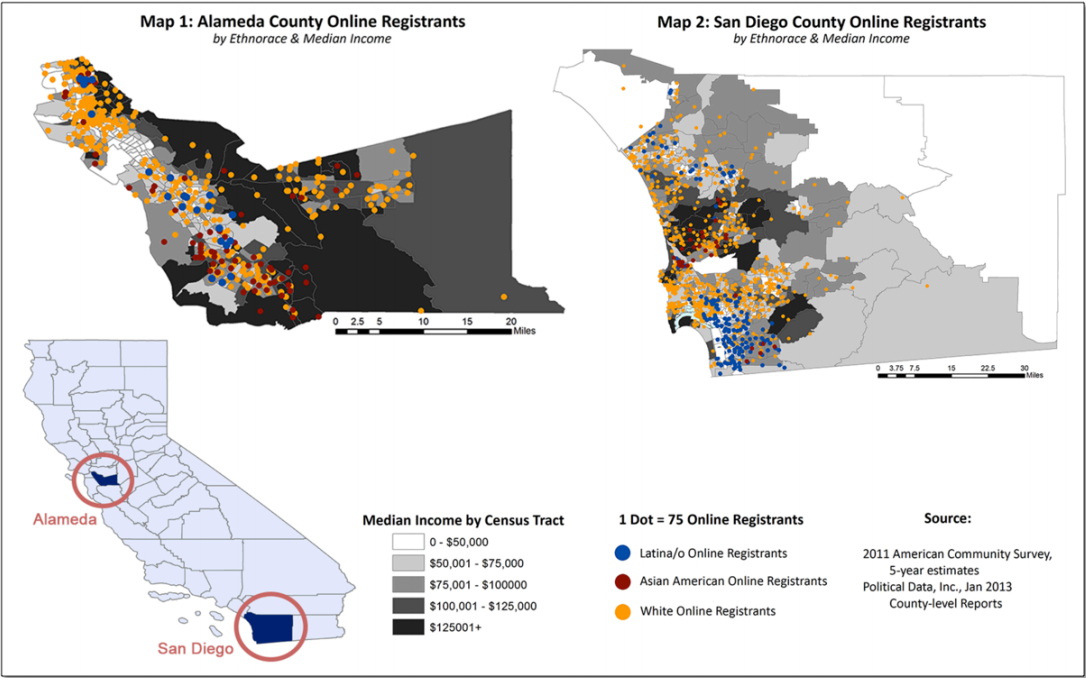 Map 1: Alameda County Online Registrants
by Ethnorace & Median Income
Map 2: San Diego County Online Registrants
by Ethnorace & Median Income
0 2.5 5 10 15 20
Miles
0 3.75 7.5 15 22.5 30
Miles
Alameda
San Diego
Median Income by Census Tract
0 - $50,000
$50,001 - $75,000
$75,001 - $100000
$100,001 - $125,000
$125001+
1 Dot = 75 Online Registrants
Latina/o Online Registrants
Asian American Online Registrants
White Online Registrants
Source:
2011 American Community Survey,
5-year estimates
Political Data, Inc., Jan 2013
County-level Reports